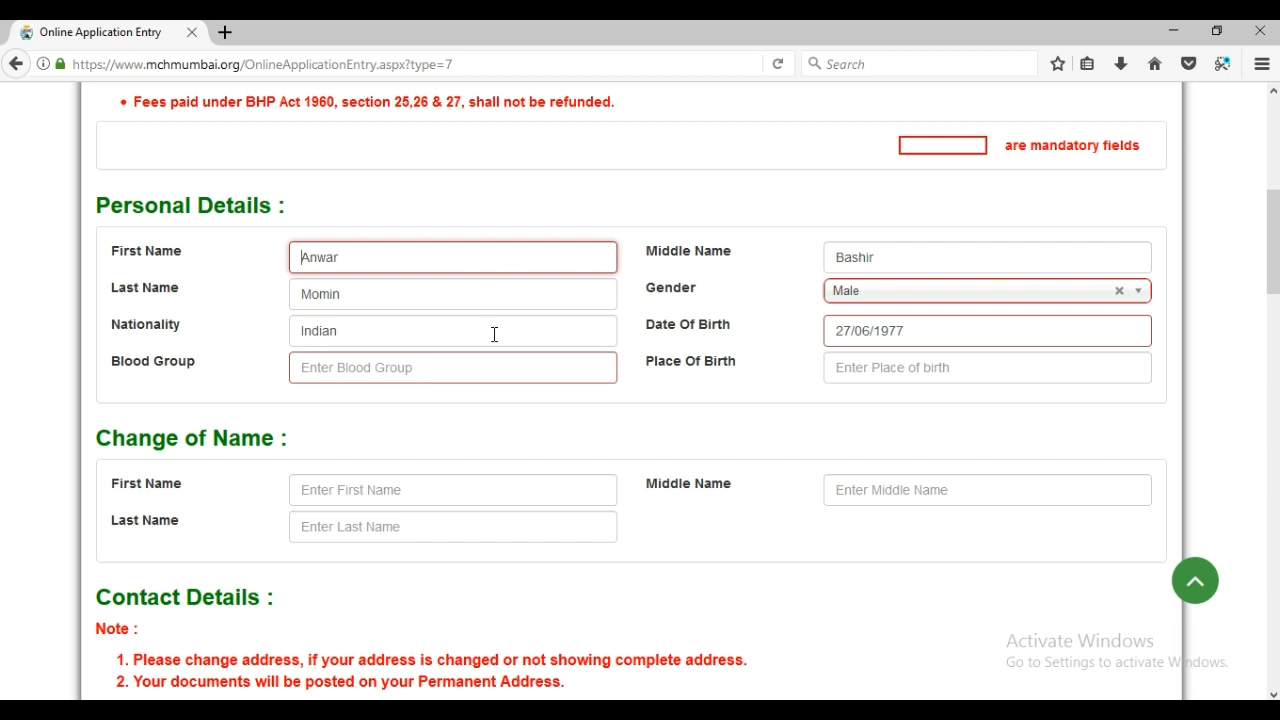 Online Application Entry
https://www.mchmumbai.org/OnlineApplicationEntry.aspx?type=7
Search
• Fees paid under BHP Act 1960, section 25,26 & 27, shall not be refunded.
are mandatory fields
Personal Details :
First Name Anwar Middle Name Bashir
Last Name Momin Gender Male
Nationality Indian Date Of Birth 27/06/1977
Blood Group Enter Blood Group Place Of Birth Enter Place of birth
Change of Name :
First Name Enter First Name Middle Name Enter Middle Name
Last Name Enter Last Name
Contact Details :
Note :
1. Please change address, if your address is changed or not showing complete address.
2. Your documents will be posted on your Permanent Address.
Activate Windows
Go to Settings to activate Windows.